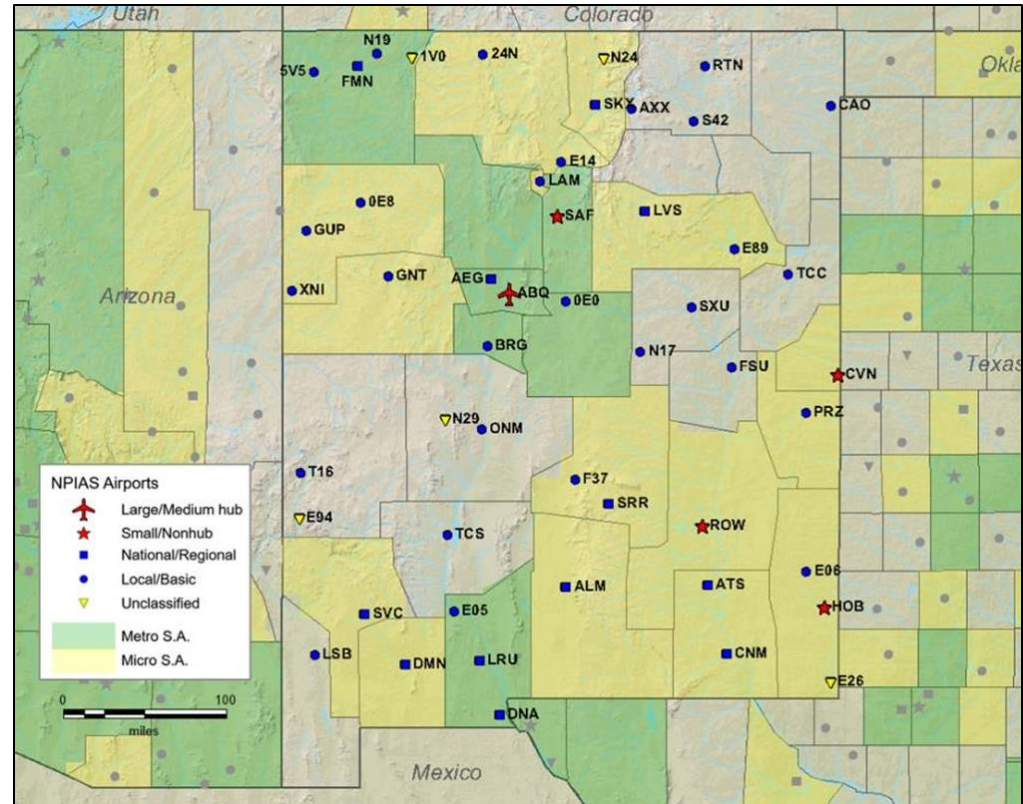 Utah
Colorado
N19
1V0
24N
N24
RTN
Okla
5V5
FMN
SKX
AXX
S42
CAO
E14
LAM
0E8
SAF
LVS
GUP
E89
AEG
GNT
TCC
Arizona
XNI
ABQ
0E0
SXU
BRG
N17
FSU
CVN
Texas
PRZ
N29
ONM
T16
F37
NPIAS Airports
SRR
Large/Medium hub
E94
ROW
Small/Nonhub
TCS
National/Regional
Local/Basic
E06
Unclassified
ALM
ATS
SVC
E05
HOB
Metro S.A.
Micro S.A.
LSB
DMN
LRU
CNM
E26
0
100
miles
DNA
Mexico